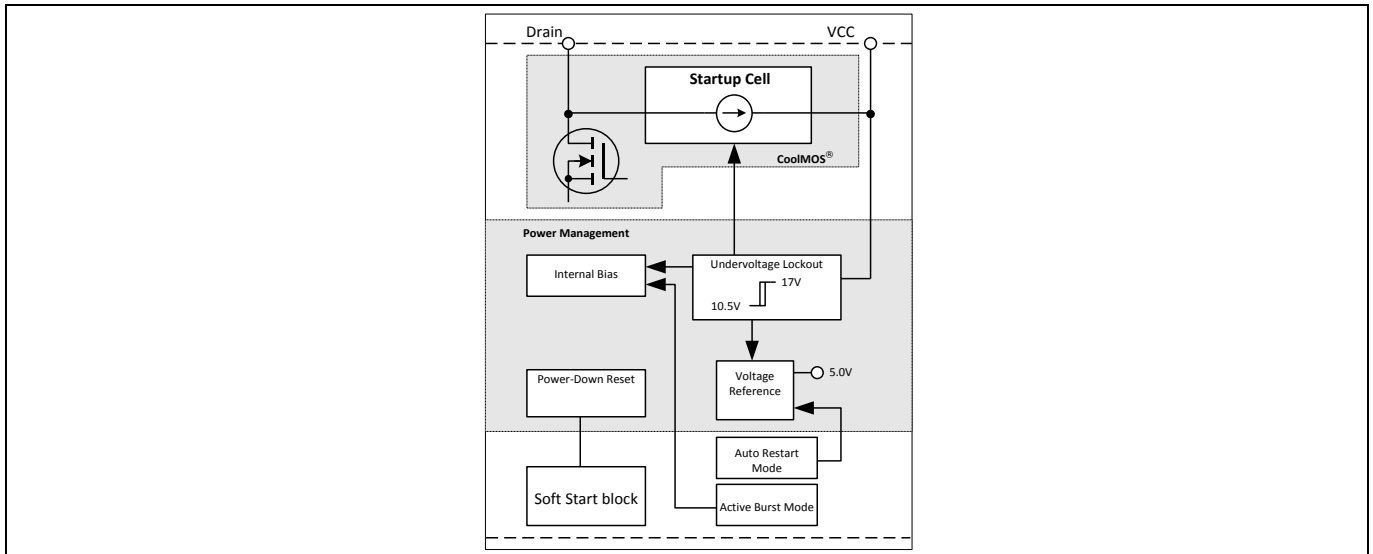 Drain
VCC
Startup Cell
CoolMOS®
Power Management
Internal Bias
Undervoltage Lockout
17V
10.5V
Power-Down Reset
Voltage
Reference
5.0V
Auto Restart
Mode
Soft Start block
Active Burst Mode